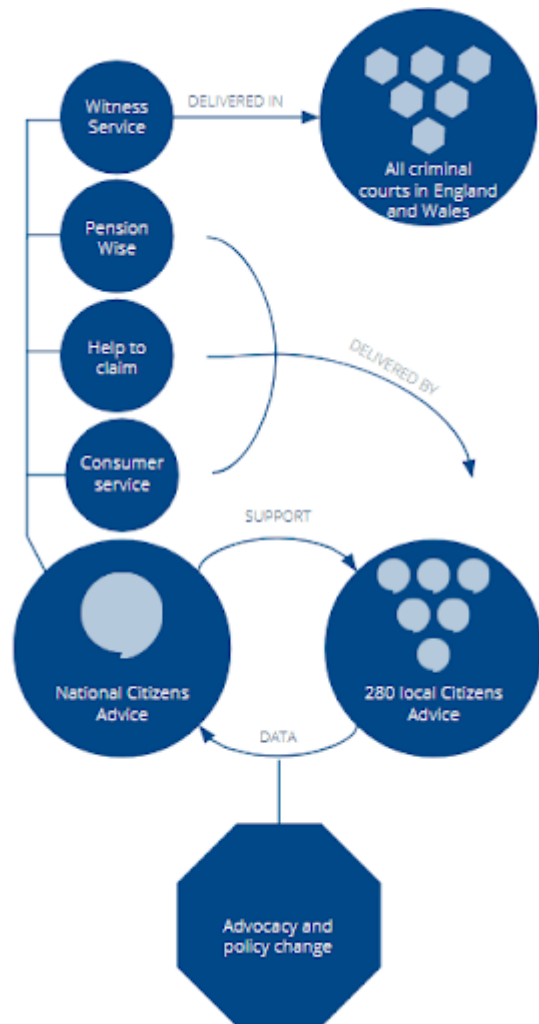 Witness
Service
DELIVERED IN
All criminal
courts in England
and Wales
Pension
Wise
Help to
claim
DELIVERED BY
Consumer
service
SUPPORT
National Citizens
Advice
280 local Citizens
Advice
DATA
Advocacy and
policy change